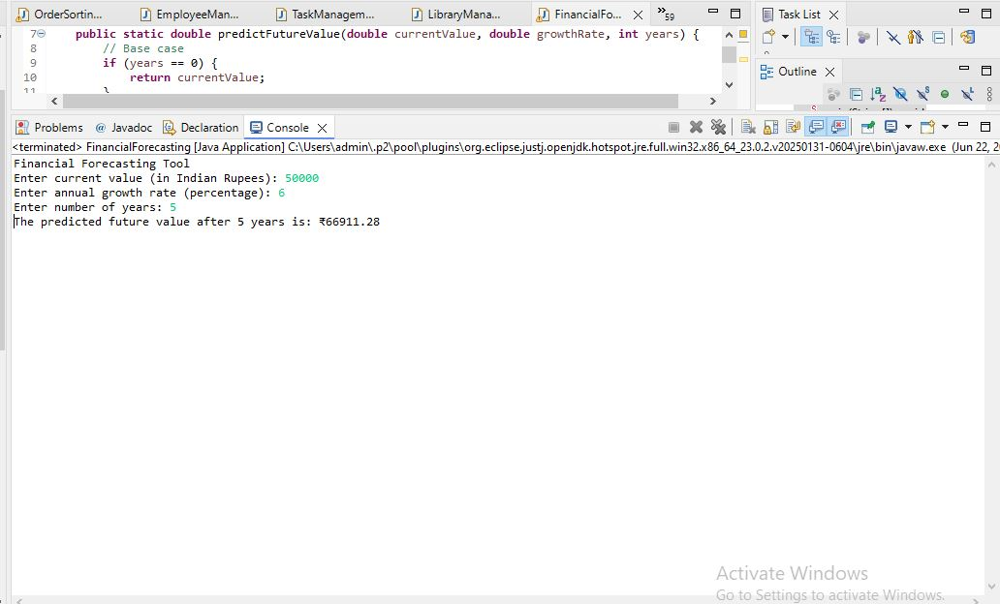 OrderSortin... EmployeeMan... TaskManagem... LibraryMana... FinancialFo... »59 Task List
7 public static double predictFutureValue(double currentValue, double growthRate, int years) {
8 // Base case
9 if (years == 0) {
10 return currentValue;
11 }
Outline
Problems @ Javadoc Declaration Console
<terminated> FinancialForecasting [Java Application] C:\Users\admin\.p2\pool\plugins\org.eclipse.justj.openjdk.hotspot.jre.full.win32.x86_64_23.0.2.v20250131-0604\jre\bin\javaw.exe (Jun 22, 2
Financial Forecasting Tool
Enter current value (in Indian Rupees): 50000
Enter annual growth rate (percentage): 6
Enter number of years: 5
The predicted future value after 5 years is: ₹66911.28
Activate Windows
Go to Settings to activate Windows.